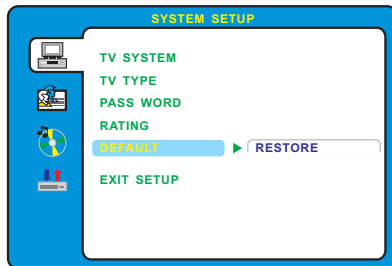 SYSTEM SETUP
TV SYSTEM
TV TYPE
PASS WORD
RATING
DEFAULT RESTORE
EXIT SETUP